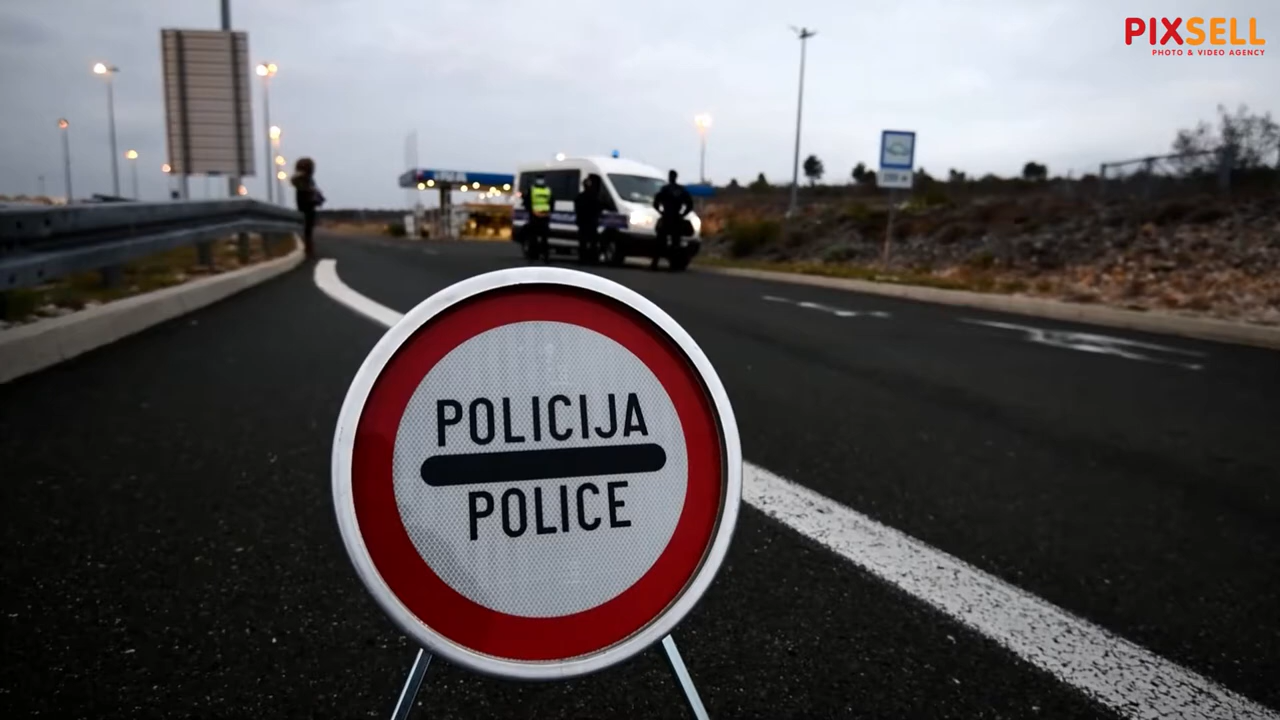 PIXSELL
PHOTO & VIDEO AGENCY
POLICIJA
POLICE